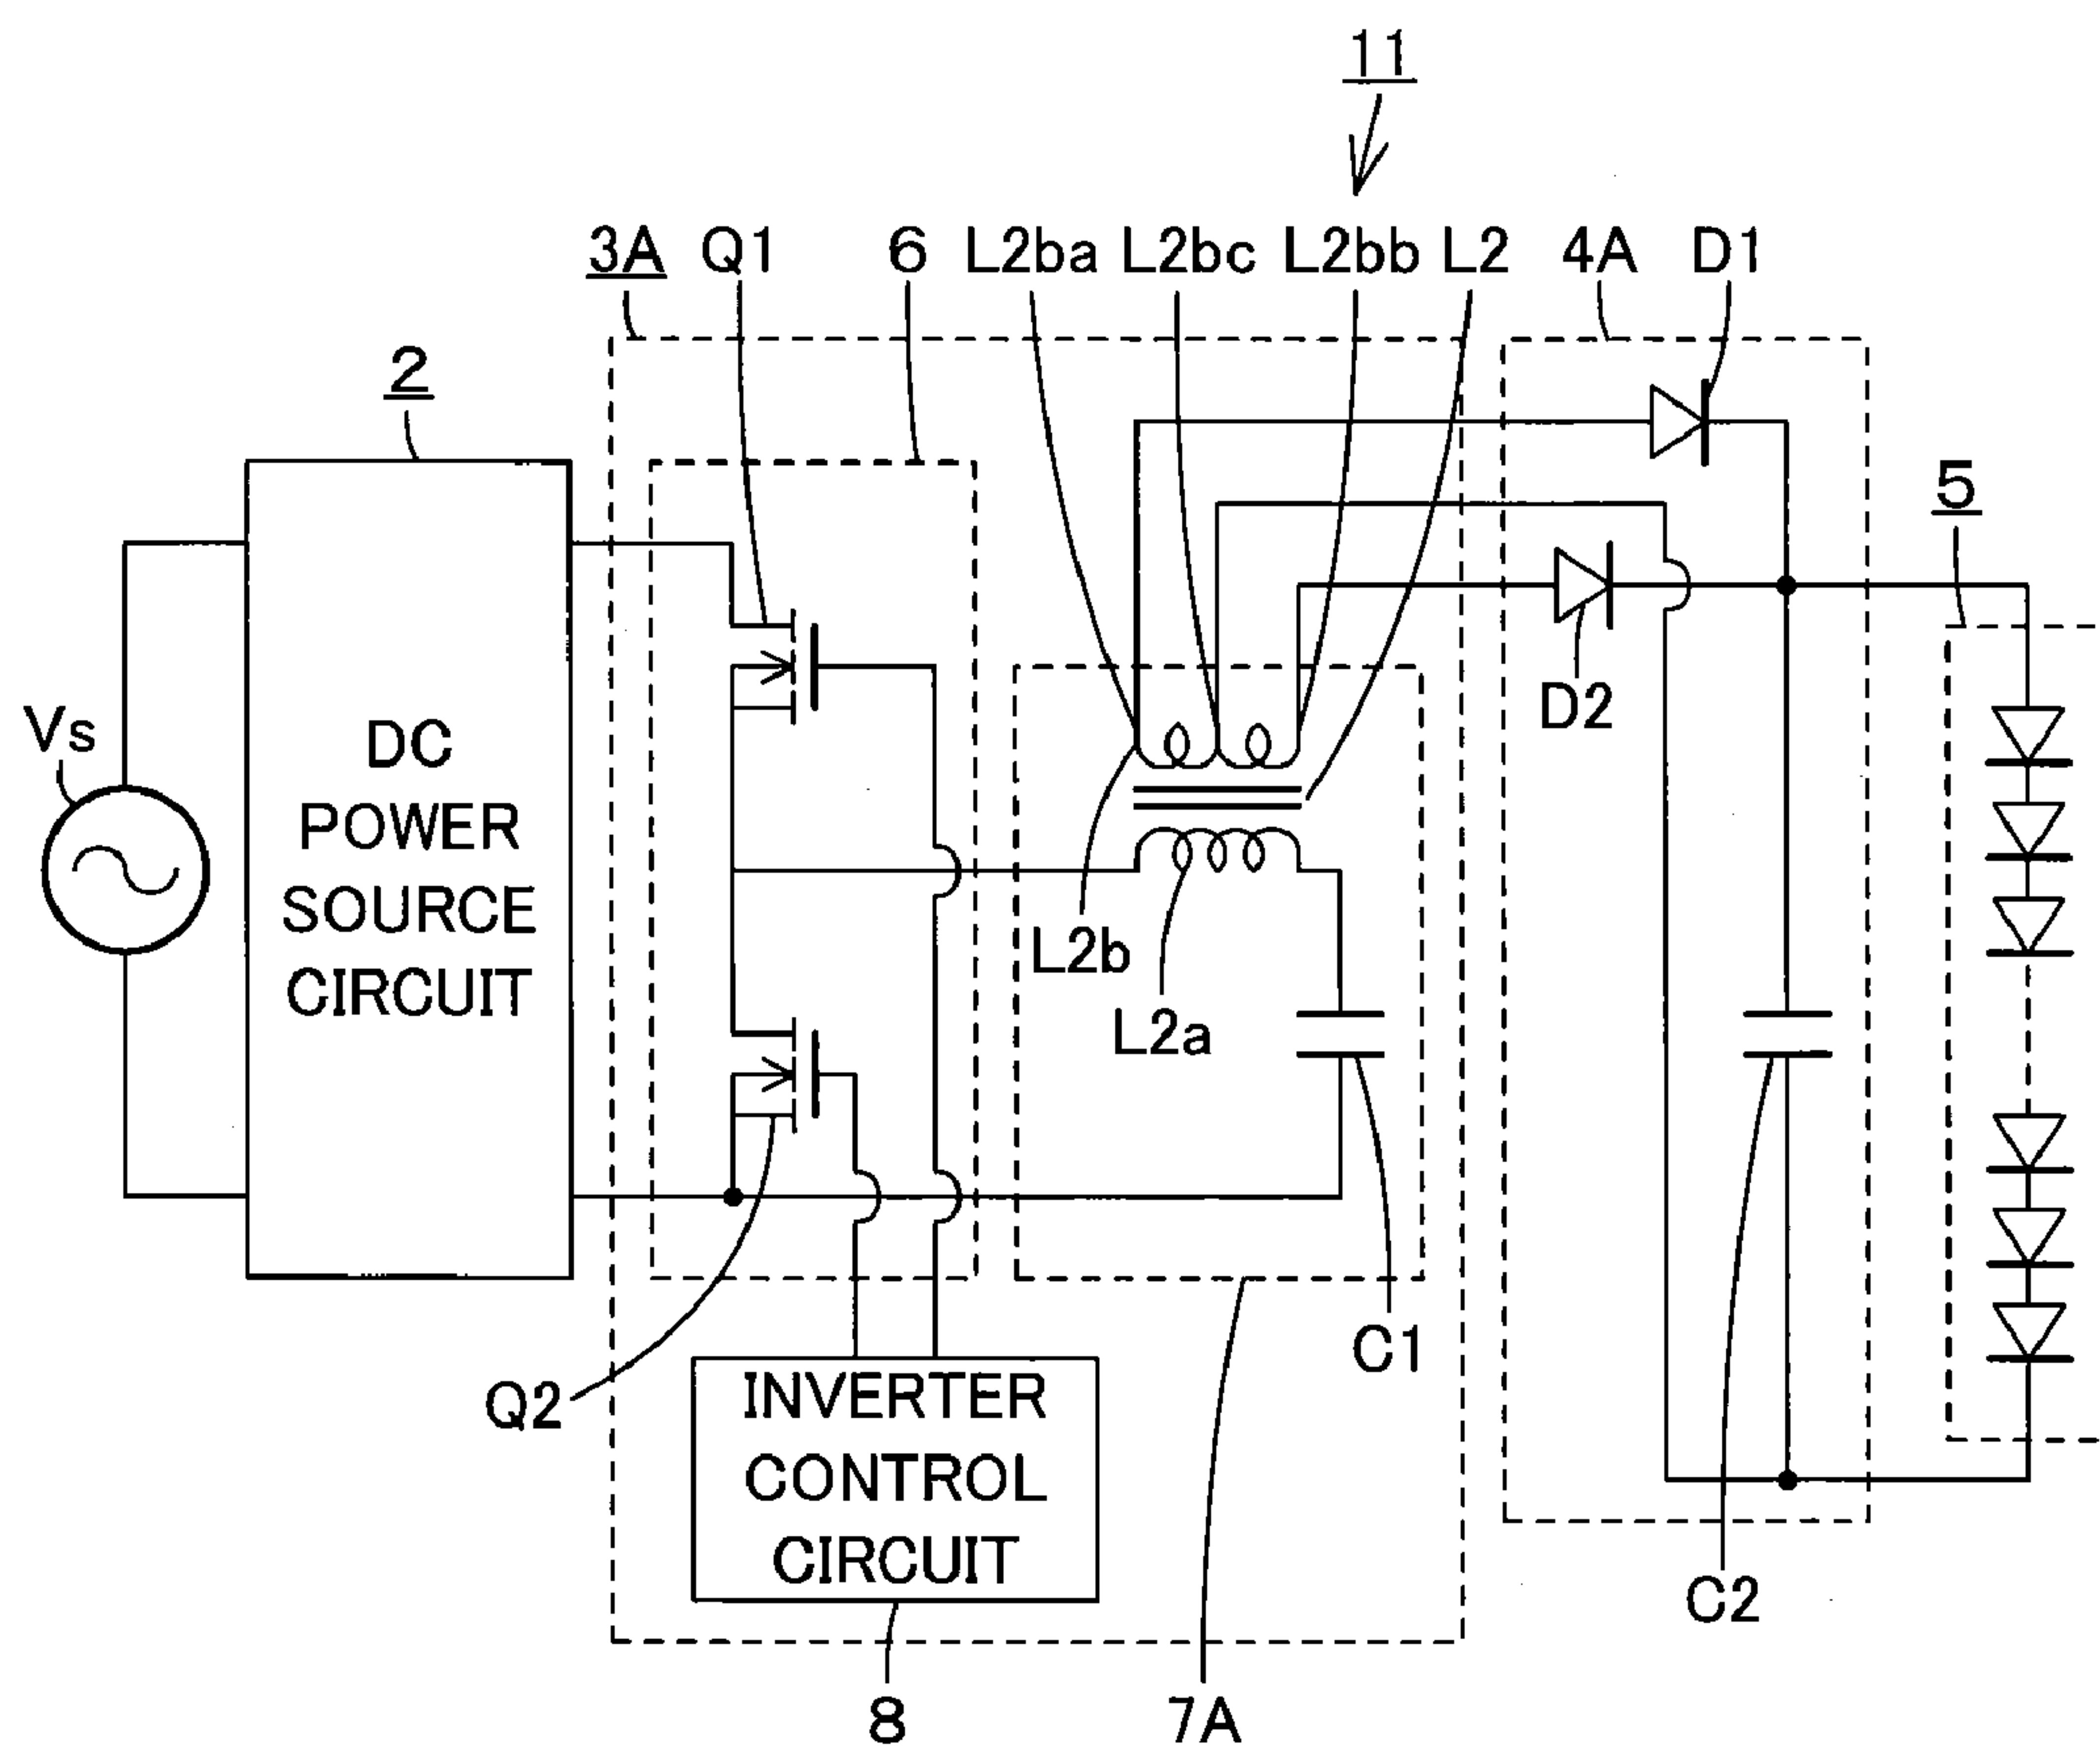 11
3A Q1 6 L2ba L2bc L2bb L2 4A D1
2
5
Vs
DC
POWER
SOURCE
CIRCUIT
D2
L2b
L2a
C1
Q2
INVERTER
CONTROL
CIRCUIT
C2
8
7A